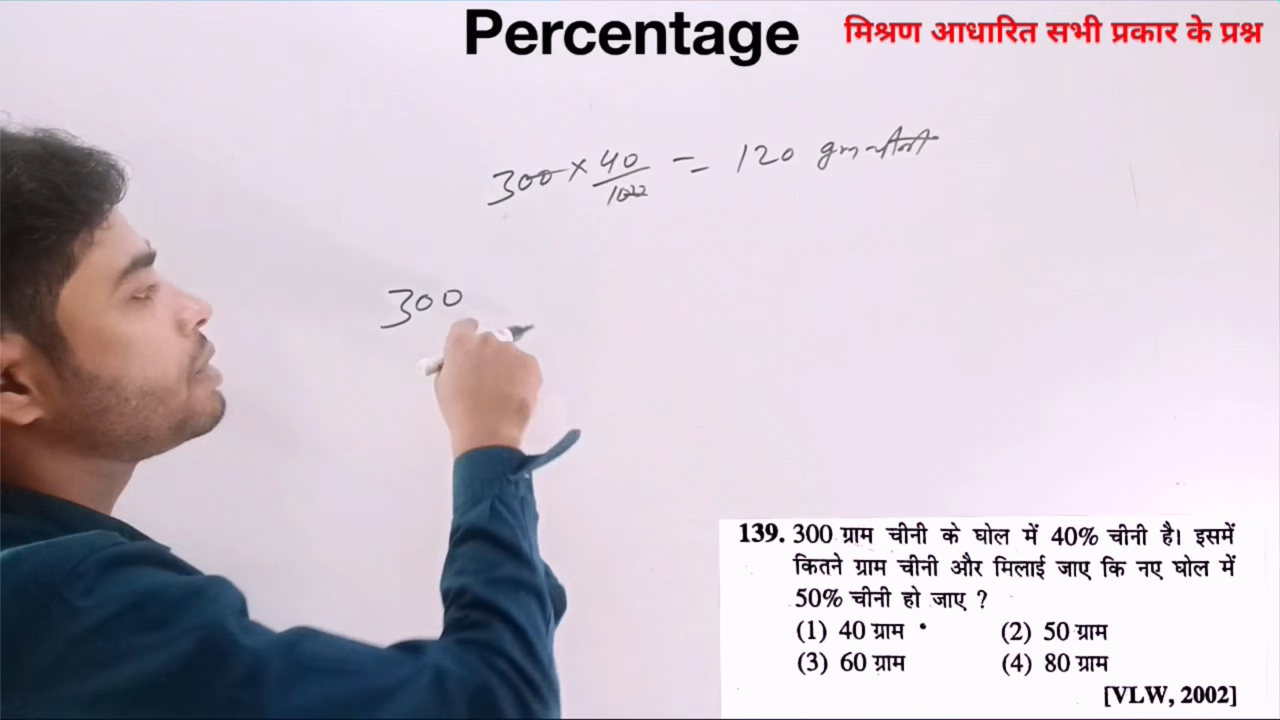 Percentage
मिश्रण आधारित सभी प्रकार के प्रश्न
300 × 40/100 = 120 gm चीनी
300
139. 300 ग्राम चीनी के घोल में 40% चीनी है। इसमें
कितने ग्राम चीनी और मिलाई जाए कि नए घोल में
50% चीनी हो जाए ?
(1) 40 ग्राम (2) 50 ग्राम
(3) 60 ग्राम (4) 80 ग्राम
[VLW, 2002]